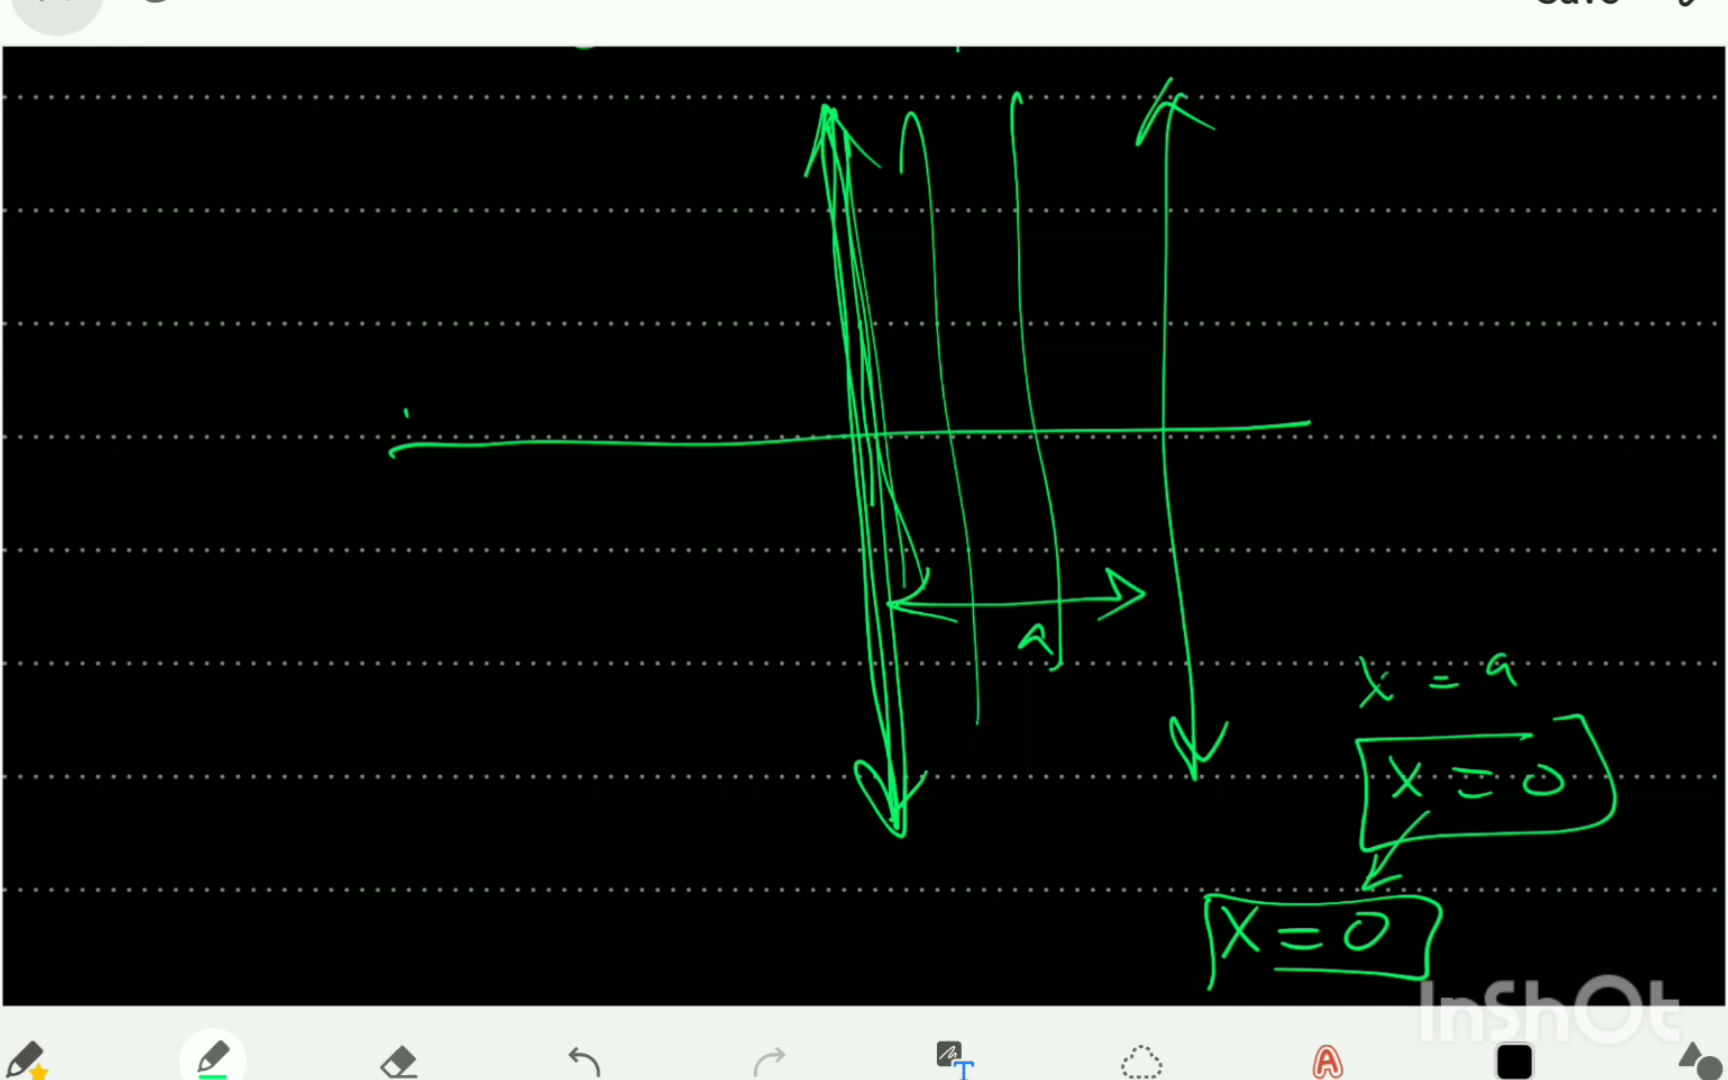 a
x = a
x = 0
x = 0
InShOt